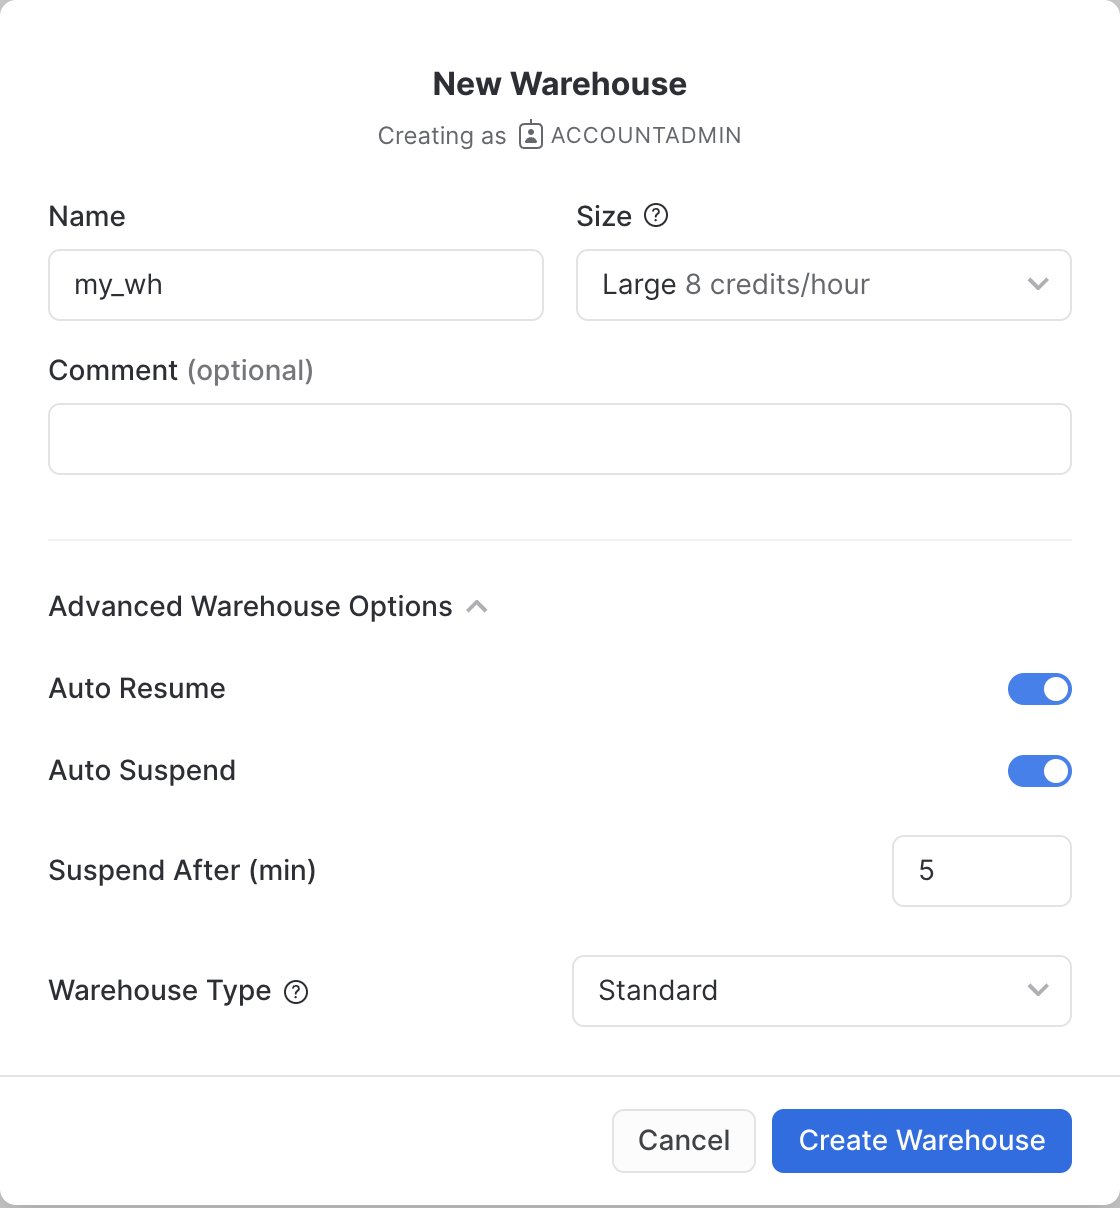 New Warehouse
Creating as ACCOUNTADMIN
Name
Size
my_wh
Large 8 credits/hour
Comment (optional)
Advanced Warehouse Options
Auto Resume
Auto Suspend
Suspend After (min)
5
Warehouse Type
Standard
Cancel
Create Warehouse